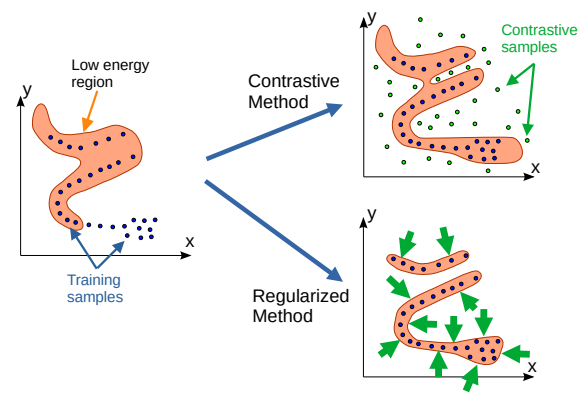 y
Low energy
region
x
Training
samples
Contrastive
Method
y
Contrastive
samples
x
Regularized
Method
y
x